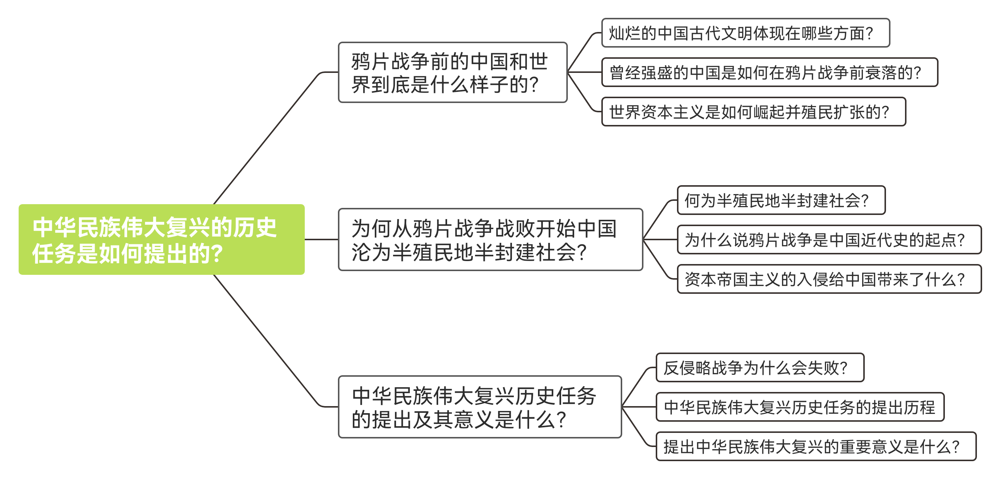 中华民族伟大复兴的历史
任务是如何提出的？
鸦片战争前的中国和世
界到底是什么样子的？
灿烂的中国古代文明体现在哪些方面？
曾经强盛的中国是如何在鸦片战争前衰落的？
世界资本主义是如何崛起并殖民扩张的？
为何从鸦片战争战败开始中国
沦为半殖民地半封建社会？
何为半殖民地半封建社会？
为什么说鸦片战争是中国近代史的起点？
资本帝国主义的入侵给中国带来了什么？
中华民族伟大复兴历史任务
的提出及其意义是什么？
反侵略战争为什么会失败？
中华民族伟大复兴历史任务的提出历程
提出中华民族伟大复兴的重要意义是什么？